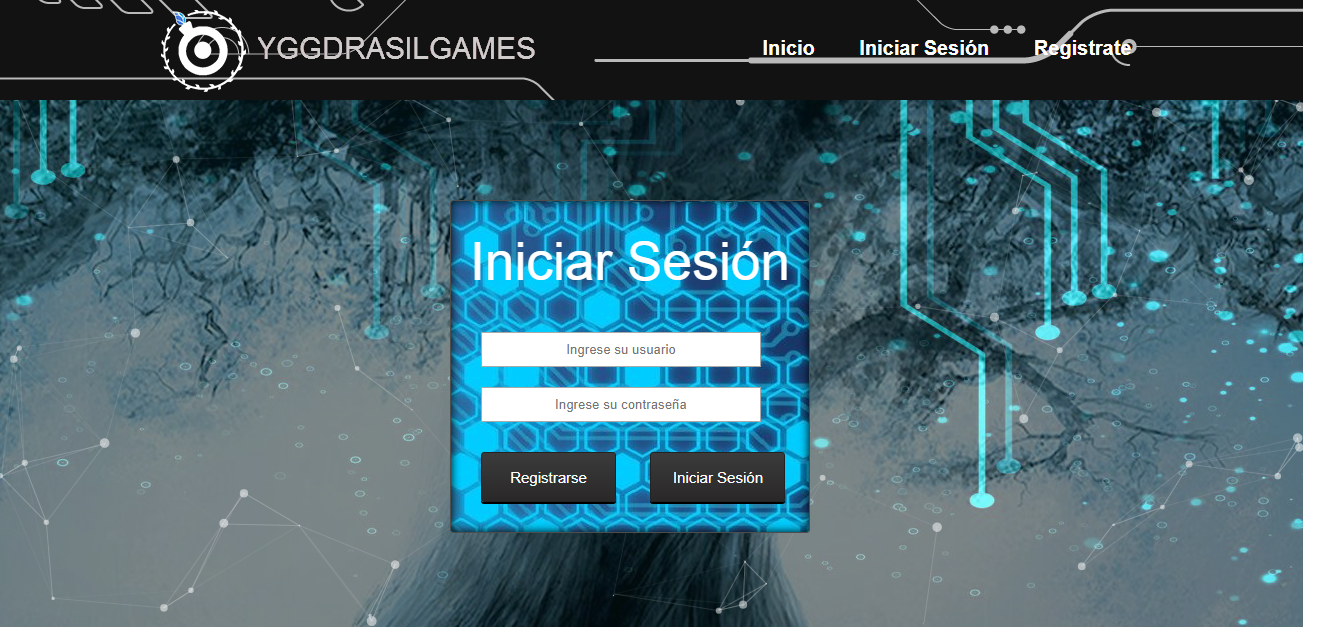 YGGDRASILGAMES
Inicio Iniciar Sesión Registrate
Iniciar Sesión
Ingrese su usuario
Ingrese su contraseña
Registrarse Iniciar Sesión